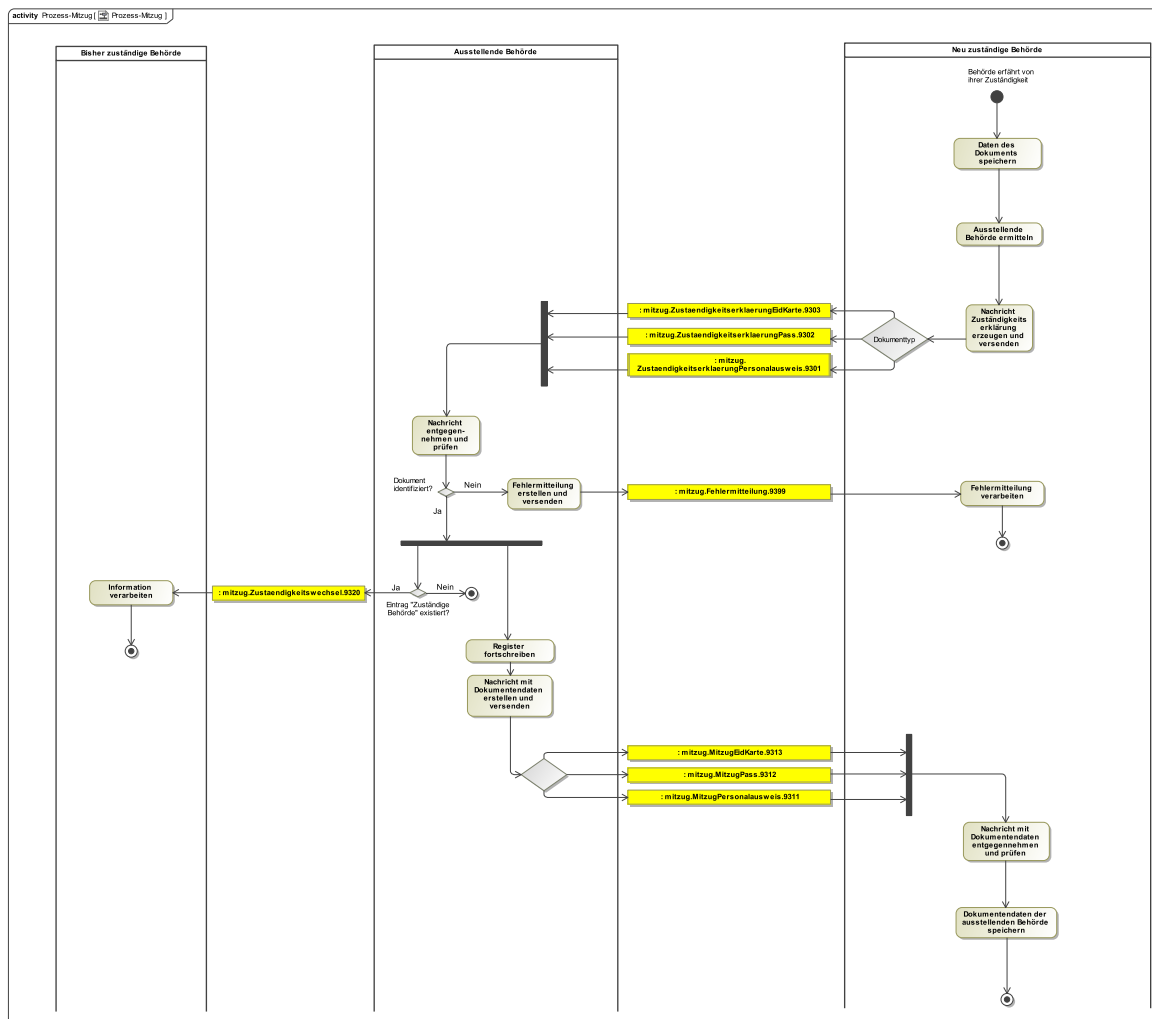 activity Prozess-Mitzug [ Prozess-Mitzug ]
Bisher zuständige Behörde
Ausstellende Behörde
Neu zuständige Behörde
Behörde erfährt von
ihrer Zuständigkeit
Daten des
Dokuments
speichern
Ausstellende
Behörde ermitteln
Nachricht
Zuständigkeits
erklärung
erzeugen und
versenden
Dokumenttyp
: mitzug.ZustaendigkeitserklaerungEidKarte.9303
: mitzug.ZustaendigkeitserklaerungPass.9302
: mitzug.
ZustaendigkeitserklaerungPersonalausweis.9301
Nachricht
entgegen-
nehmen und
prüfen
Dokument
identifiziert?
Nein
Ja
Fehlermitteilung
erstellen und
versenden
: mitzug.Fehlermitteilung.9399
Fehlermitteilung
verarbeiten
Information
verarbeiten
: mitzug.Zustaendigkeitswechsel.9320
Ja
Nein
Eintrag "Zuständige
Behörde" existiert?
Register
fortschreiben
Nachricht mit
Dokumentendaten
erstellen und
versenden
: mitzug.MitzugEidKarte.9313
: mitzug.MitzugPass.9312
: mitzug.MitzugPersonalausweis.9311
Nachricht mit
Dokumentendaten
entgegennehmen
und prüfen
Dokumentendaten der
ausstellenden Behörde
speichern